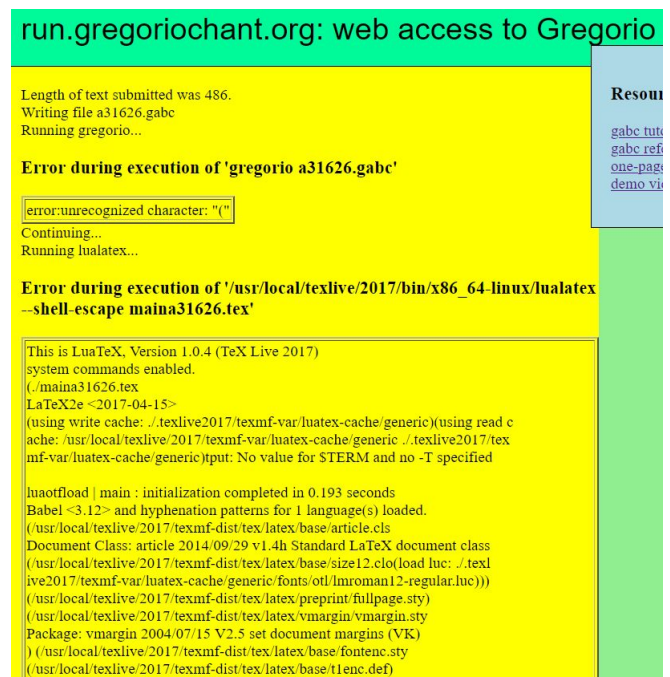 run.gregoriochant.org: web access to Gregorio
Length of text submitted was 486.
Writing file a31626.gabc
Running gregorio...
Error during execution of 'gregorio a31626.gabc'
error:unrecognized character: "("
Continuing...
Running lualatex...
Error during execution of '/usr/local/texlive/2017/bin/x86_64-linux/lualatex
--shell-escape maina31626.tex'
This is LuaTeX, Version 1.0.4 (TeX Live 2017)
system commands enabled.
(./maina31626.tex
LaTeX2e <2017-04-15>
(using write cache: ./.texlive2017/texmf-var/luatex-cache/generic)(using read c
ache: /usr/local/texlive/2017/texmf-var/luatex-cache/generic ./.texlive2017/tex
mf-var/luatex-cache/generic)tput: No value for $TERM and no -T specified
luaotfload | main : initialization completed in 0.193 seconds
Babel <3.12> and hyphenation patterns for 1 language(s) loaded.
(/usr/local/texlive/2017/texmf-dist/tex/latex/base/article.cls
Document Class: article 2014/09/29 v1.4h Standard LaTeX document class
(/usr/local/texlive/2017/texmf-dist/tex/latex/base/size12.clo(load luc: ./.texl
ive2017/texmf-var/luatex-cache/generic/fonts/otl/lmroman12-regular.luc)))
(/usr/local/texlive/2017/texmf-dist/tex/latex/preprint/fullpage.sty)
(/usr/local/texlive/2017/texmf-dist/tex/latex/vmargin/vmargin.sty
Package: vmargin 2004/07/15 V2.5 set document margins (VK)
) (/usr/local/texlive/2017/texmf-dist/tex/latex/base/fontenc.sty
(/usr/local/texlive/2017/texmf-dist/tex/latex/base/t1enc.def)
Resour
gabc tut
gabc ref
one-page
demo vi